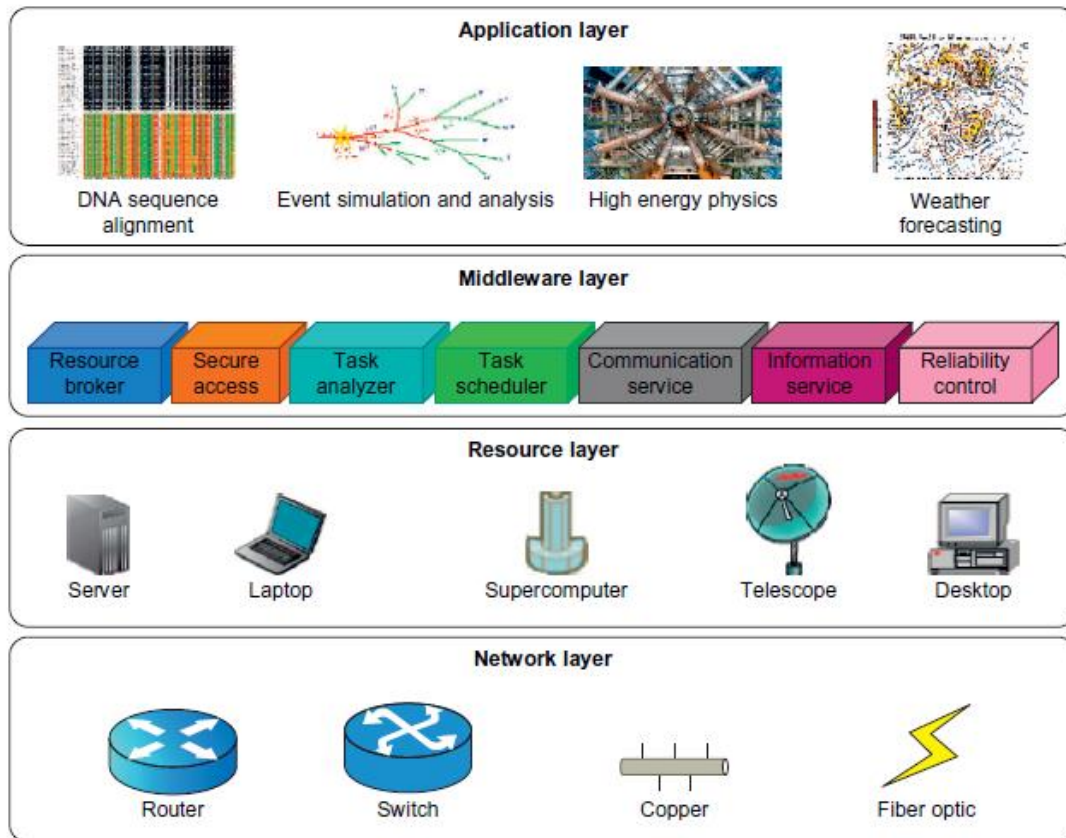 Application layer
DNA sequence
alignment
Event simulation and analysis
High energy physics
Weather
forecasting
Middleware layer
Resource
broker
Secure
access
Task
analyzer
Task
scheduler
Communication
service
Information
service
Reliability
control
Resource layer
Server
Laptop
Supercomputer
Telescope
Desktop
Network layer
Router
Switch
Copper
Fiber optic